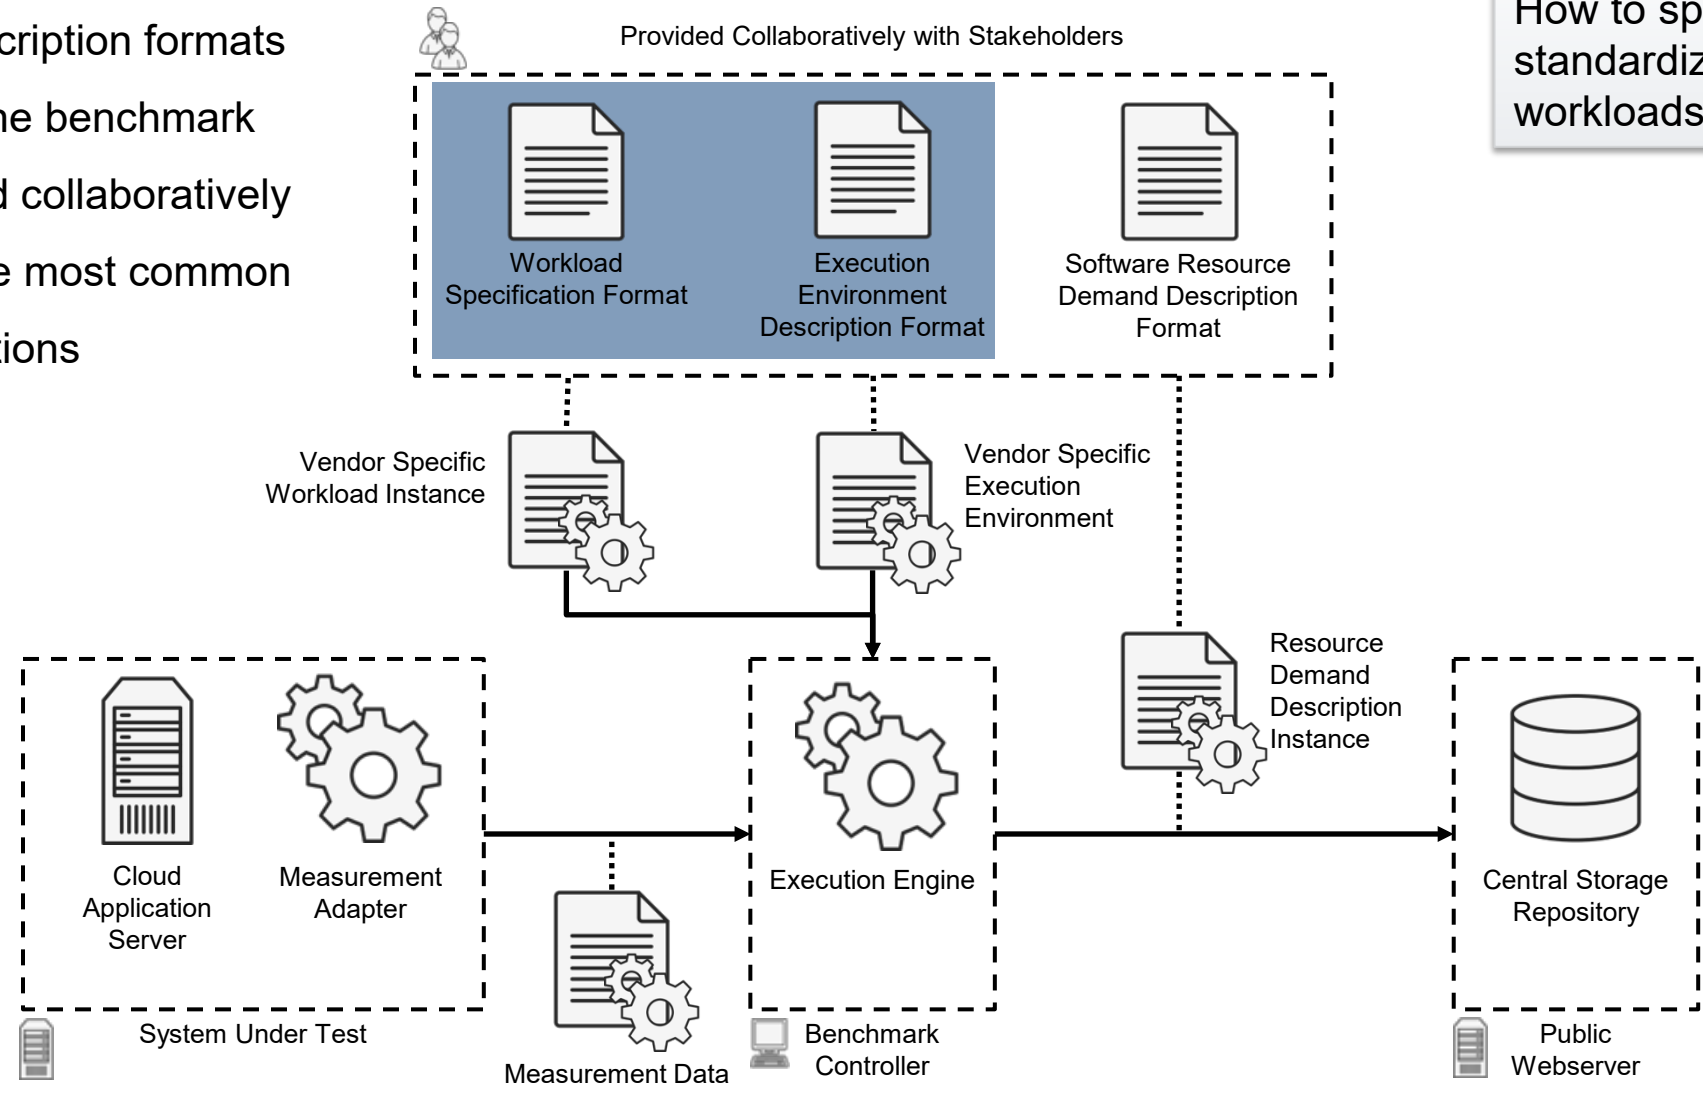 cription formats
ne benchmark
d collaboratively
e most common
tions
Provided Collaboratively with Stakeholders
How to sp
standardiz
workloads
Workload
Specification Format
Execution
Environment
Description Format
Software Resource
Demand Description
Format
Vendor Specific
Workload Instance
Vendor Specific
Execution
Environment
Resource
Demand
Description
Instance
Cloud
Application
Server
Measurement
Adapter
Execution Engine
Central Storage
Repository
System Under Test
Measurement Data
Benchmark
Controller
Public
Webserver